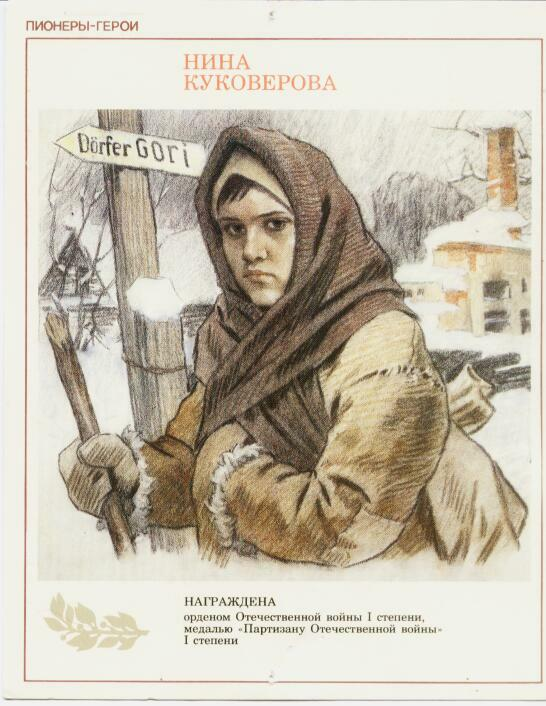 ПИОНЕРЫ-ГЕРОИ
НИНА
КУКОВЕРОВА
Dörfer GORi
НАГРАЖДЕНА
орденом Отечественной войны I степени,
медалью «Партизану Отечественной войны»
I степени